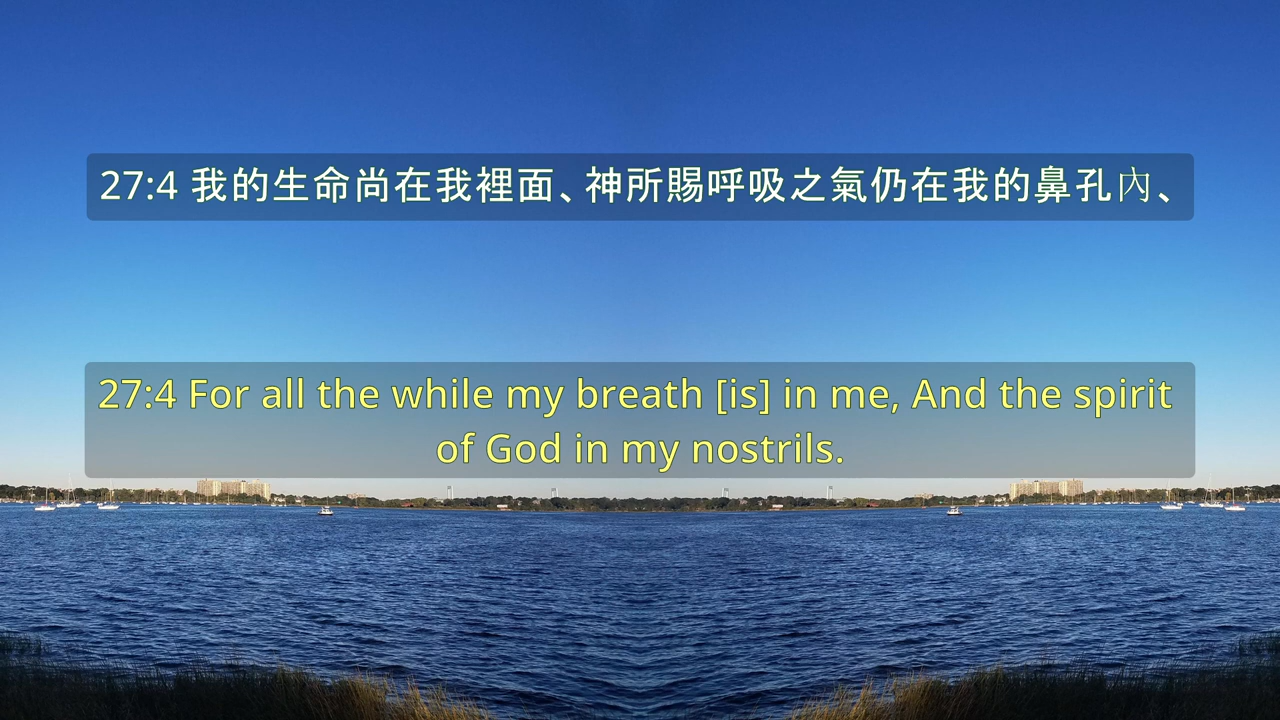 27:4 我的生命尚在我裡面、神所賜呼吸之氣仍在我的鼻孔內、
27:4 For all the while my breath [is] in me, And the spirit
of God in my nostrils.